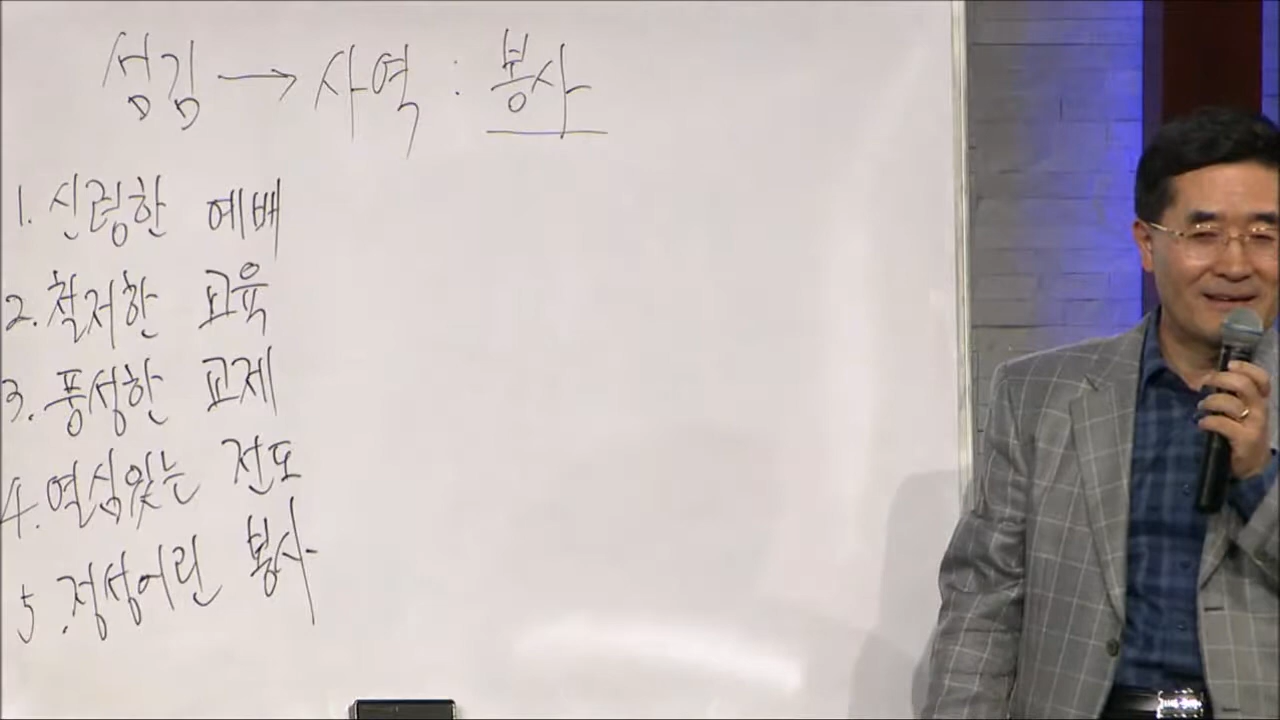 섬김 → 사역 : 봉사
1. 신령한 예배
2. 철저한 교육
3. 풍성한 교제
4. 열심있는 전도
5. 정성어린 봉사